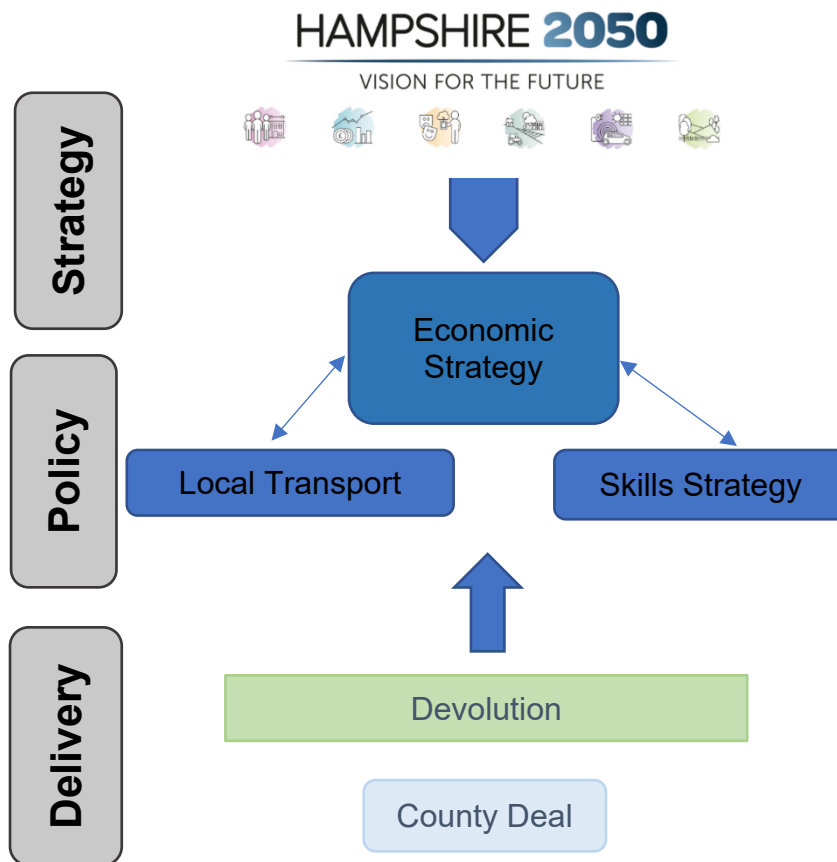 HAMPSHIRE 2050
VISION FOR THE FUTURE
Strategy
Economic
Strategy
Policy
Local Transport
Skills Strategy
Delivery
Devolution
County Deal